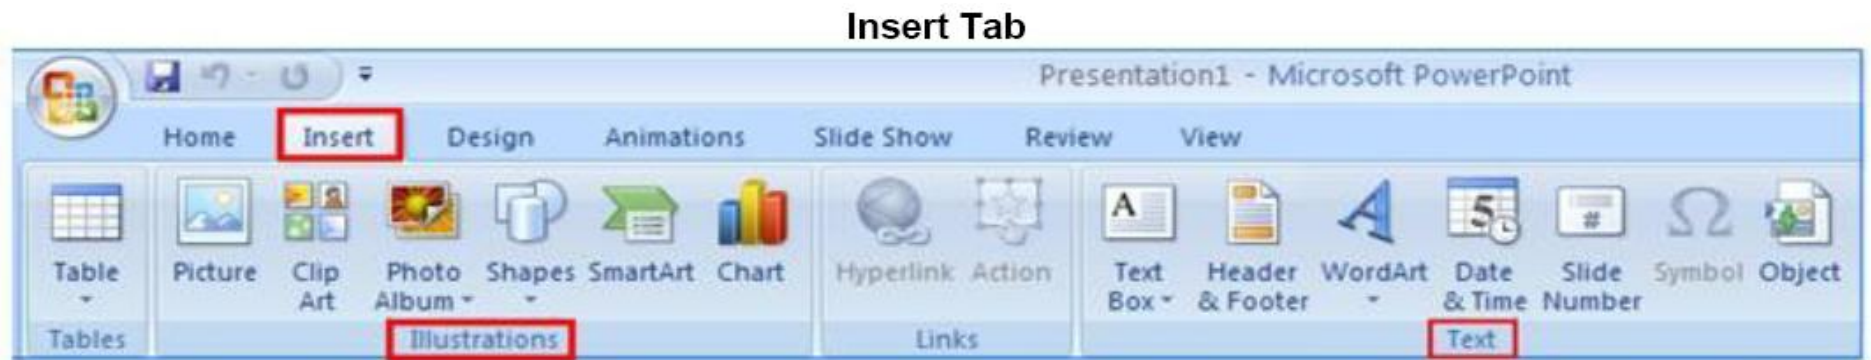 Insert Tab
Presentation1 - Microsoft PowerPoint
Home Insert Design Animations Slide Show Review View
Table Picture Clip Art Photo Album Shapes SmartArt Chart Hyperlink Action Text Box Header & Footer WordArt Date & Time Slide Number Symbol Object
Tables Illustrations Links Text